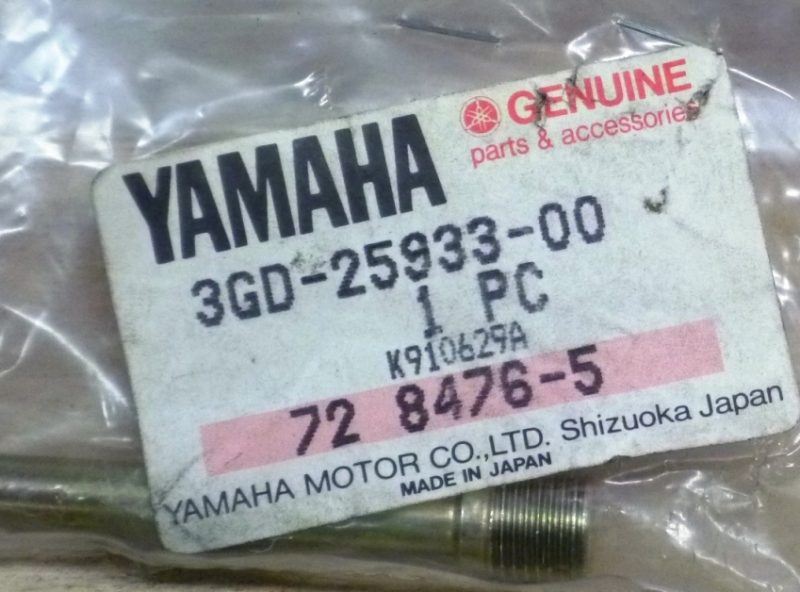 GENUINE
parts & accessories
YAMAHA
3GD-25933-00
1 PC
K910629A
72 8476-5
YAMAHA MOTOR CO.,LTD. Shizuoka Japan
MADE IN JAPAN